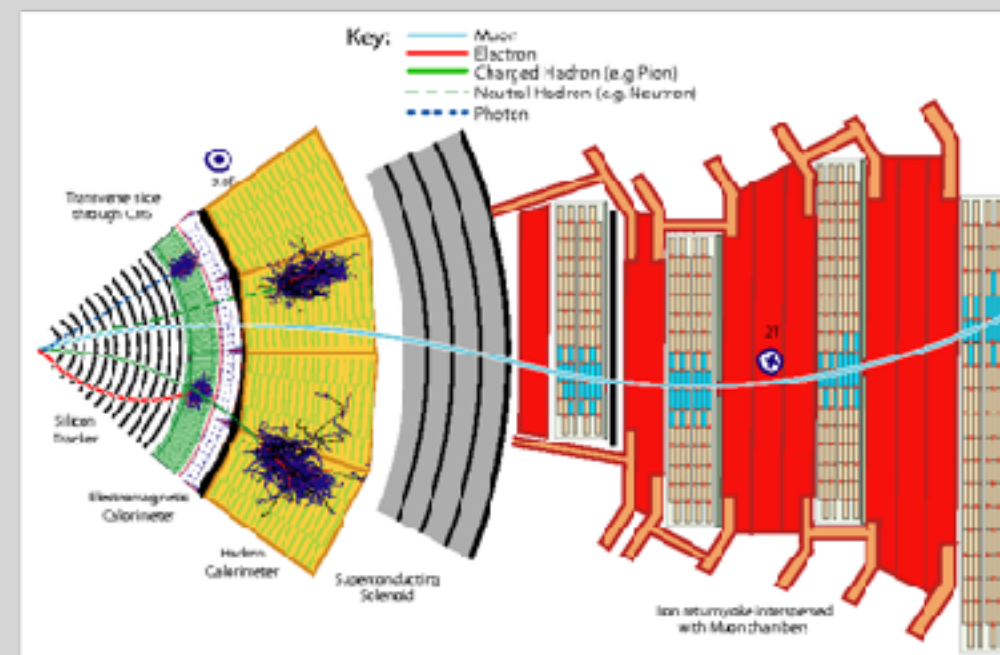 Key:
Muon
Electron
Charged Hadron (e.g Pion)
Neutral Hadron (e.g. Neutron)
Photon
Transverse slice
through CMS
2T
Silicon
Tracker
Electromagnetic
Calorimeter
Hadron
Calorimeter
Superconducting
Solenoid
Iron return yoke interspersed
with Muon chambers